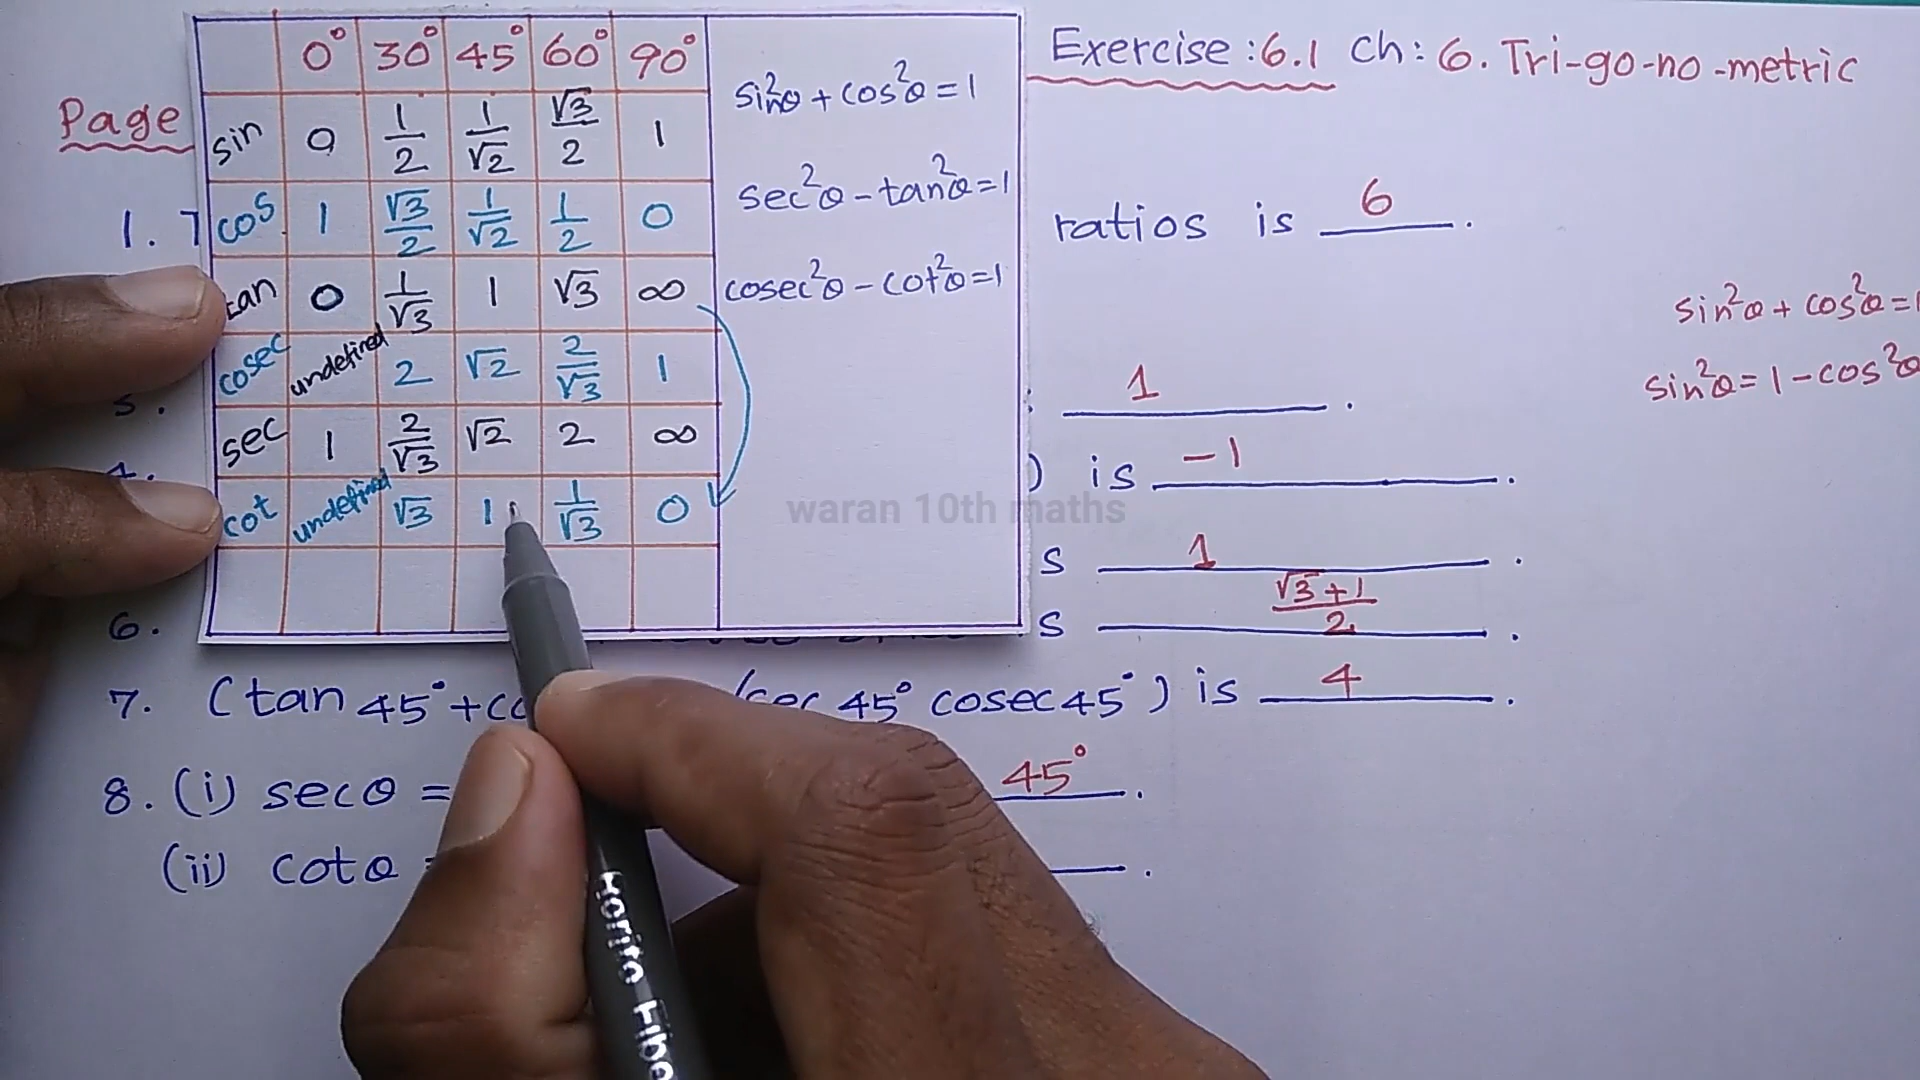 0° 30° 45° 60° 90°
sin 0 1/2 1/√2 √3/2 1
cos 1 √3/2 1/√2 1/2 0
tan 0 1/√3 1 √3 ∞
cosec undefined 2 √2 2/√3 1
sec 1 2/√3 √2 2 ∞
cot undefined √3 1 1/√3 0
sin²θ + cos²θ = 1
sec²θ - tan²θ = 1
cosec²θ - cot²θ = 1
Exercise : 6.1 Ch : 6. Tri-go-no-metric
Page
1. ratios is 6 .
sin²θ + cos²θ = 1
sin²θ = 1 - cos²θ
1 .
) is -1 .
s 1 .
6. s √3+1/2 .
7. (tan 45° + sec 45° cosec 45°) is 4 .
8. (i) secθ = 45° .
(ii) cotθ = .
waran 10th maths